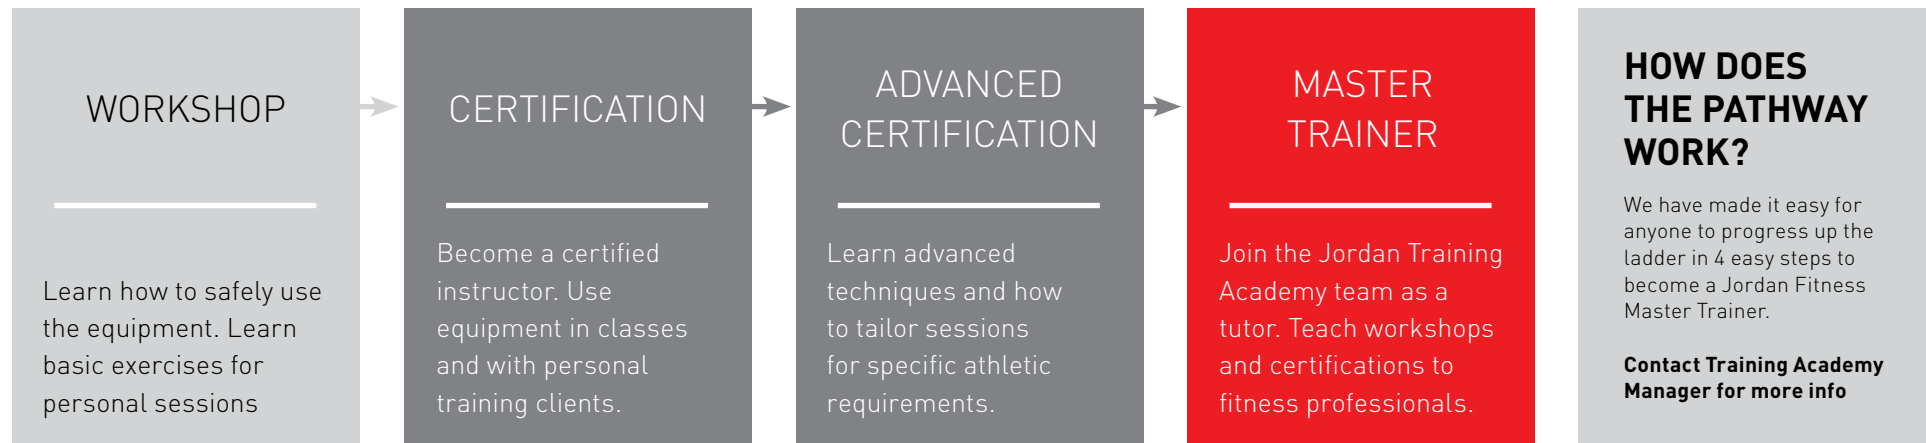 WORKSHOP
Learn how to safely use
the equipment. Learn
basic exercises for
personal sessions
CERTIFICATION
Become a certified
instructor. Use
equipment in classes
and with personal
training clients.
ADVANCED
CERTIFICATION
Learn advanced
techniques and how
to tailor sessions
for specific athletic
requirements.
MASTER
TRAINER
Join the Jordan Training
Academy team as a
tutor. Teach workshops
and certifications to
fitness professionals.
HOW DOES
THE PATHWAY
WORK?
We have made it easy for
anyone to progress up the
ladder in 4 easy steps to
become a Jordan Fitness
Master Trainer.
Contact Training Academy
Manager for more info